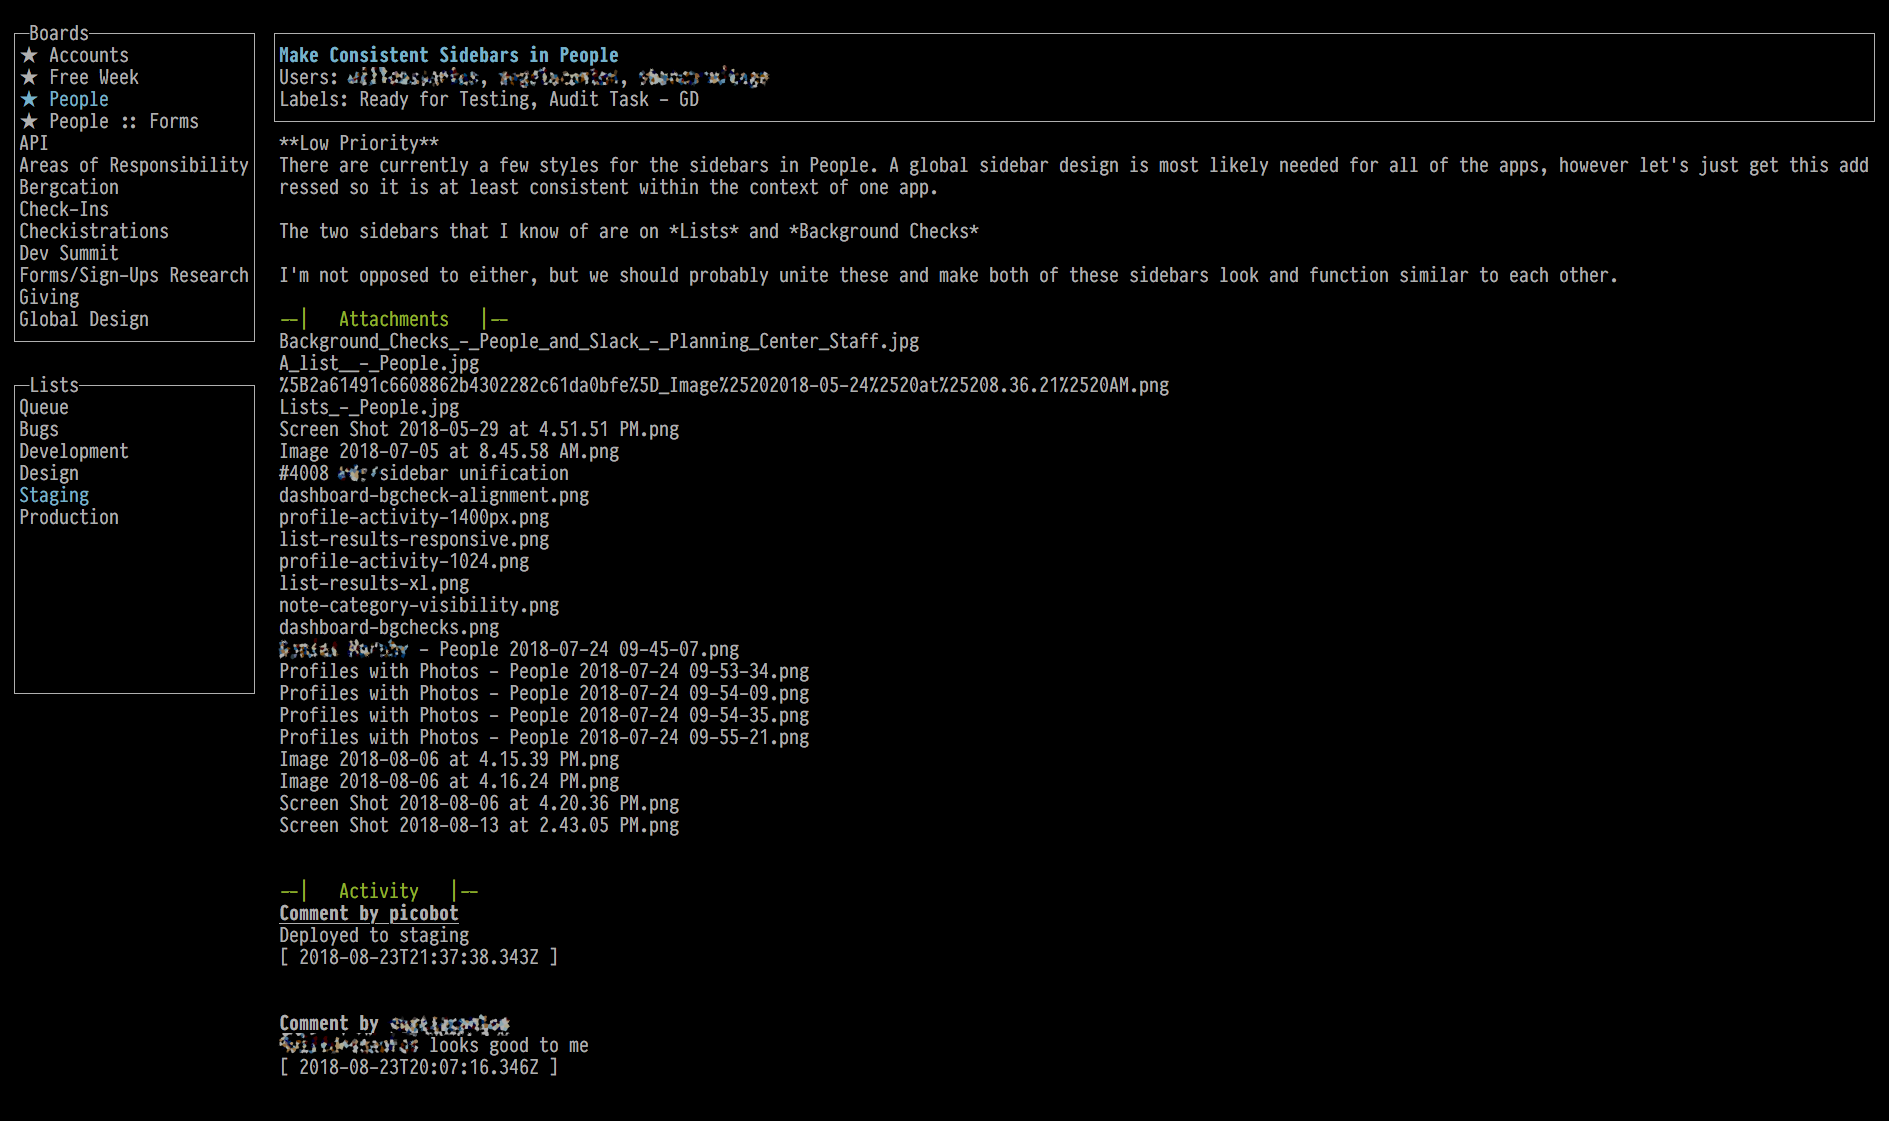 Boards
★ Accounts
★ Free Week
★ People
★ People :: Forms
API
Areas of Responsibility
Bergcation
Check-Ins
Checkistrations
Dev Summit
Forms/Sign-Ups Research
Giving
Global Design
Lists
Queue
Bugs
Development
Design
Staging
Production
Make Consistent Sidebars in People
Users: , ,
Labels: Ready for Testing, Audit Task - GD
**Low Priority**
There are currently a few styles for the sidebars in People. A global sidebar design is most likely needed for all of the apps, however let's just get this add
ressed so it is at least consistent within the context of one app.
The two sidebars that I know of are on *Lists* and *Background Checks*
I'm not opposed to either, but we should probably unite these and make both of these sidebars look and function similar to each other.
--|   Attachments   |--
Background_Checks_-_People_and_Slack_-_Planning_Center_Staff.jpg
A_list__-_People.jpg
%5B2a61491c6608862b4302282c61da0bfe%5D_Image%25202018-05-24%2520at%25208.36.21%2520AM.png
Lists_-_People.jpg
Screen Shot 2018-05-29 at 4.51.51 PM.png
Image 2018-07-05 at 8.45.58 AM.png
#4008 sidebar unification
dashboard-bgcheck-alignment.png
profile-activity-1400px.png
list-results-responsive.png
profile-activity-1024.png
list-results-xl.png
note-category-visibility.png
dashboard-bgchecks.png
- People 2018-07-24 09-45-07.png
Profiles with Photos - People 2018-07-24 09-53-34.png
Profiles with Photos - People 2018-07-24 09-54-09.png
Profiles with Photos - People 2018-07-24 09-54-35.png
Profiles with Photos - People 2018-07-24 09-55-21.png
Image 2018-08-06 at 4.15.39 PM.png
Image 2018-08-06 at 4.16.24 PM.png
Screen Shot 2018-08-06 at 4.20.36 PM.png
Screen Shot 2018-08-13 at 2.43.05 PM.png
--|   Activity   |--
Comment by picobot
Deployed to staging
[ 2018-08-23T21:37:38.343Z ]
Comment by
looks good to me
[ 2018-08-23T20:07:16.346Z ]